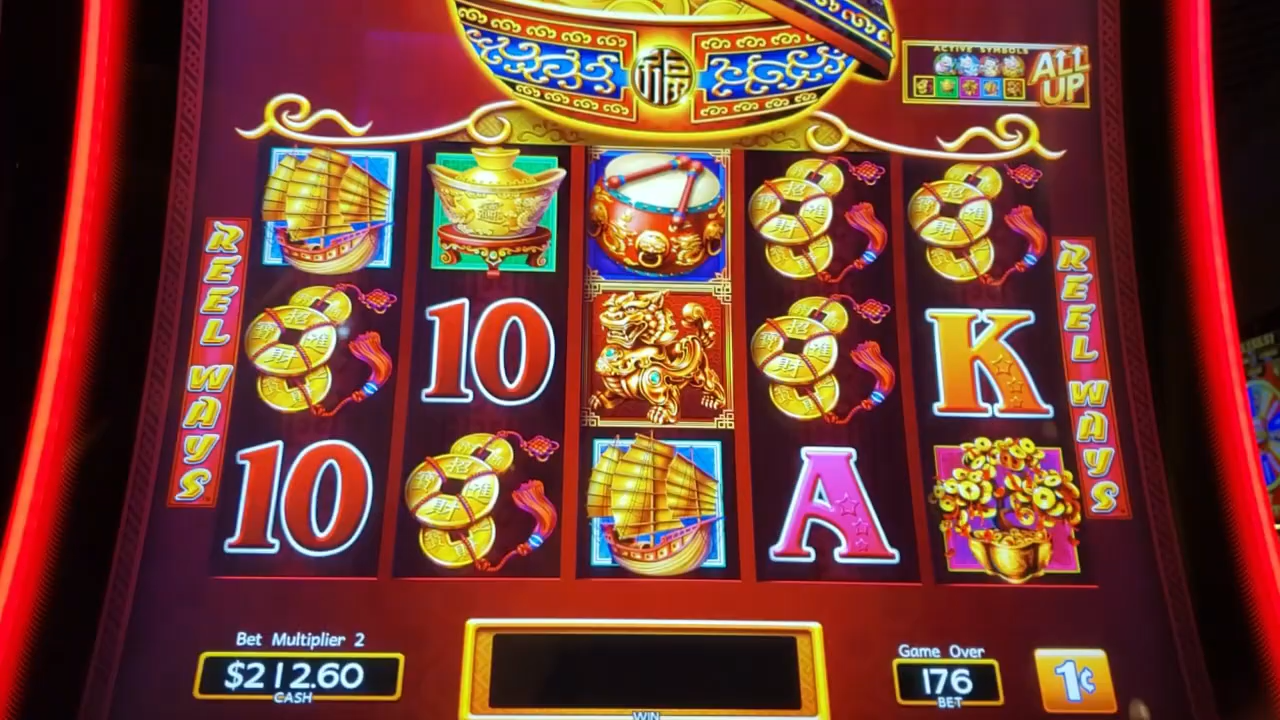 ACTIVE SYMBOLS
ALL
UP
福
REEL WAYS
10
10
K
A
REEL WAYS
Bet Multiplier 2
$212.60
CASH
WIN
Game Over
176
BET
1¢